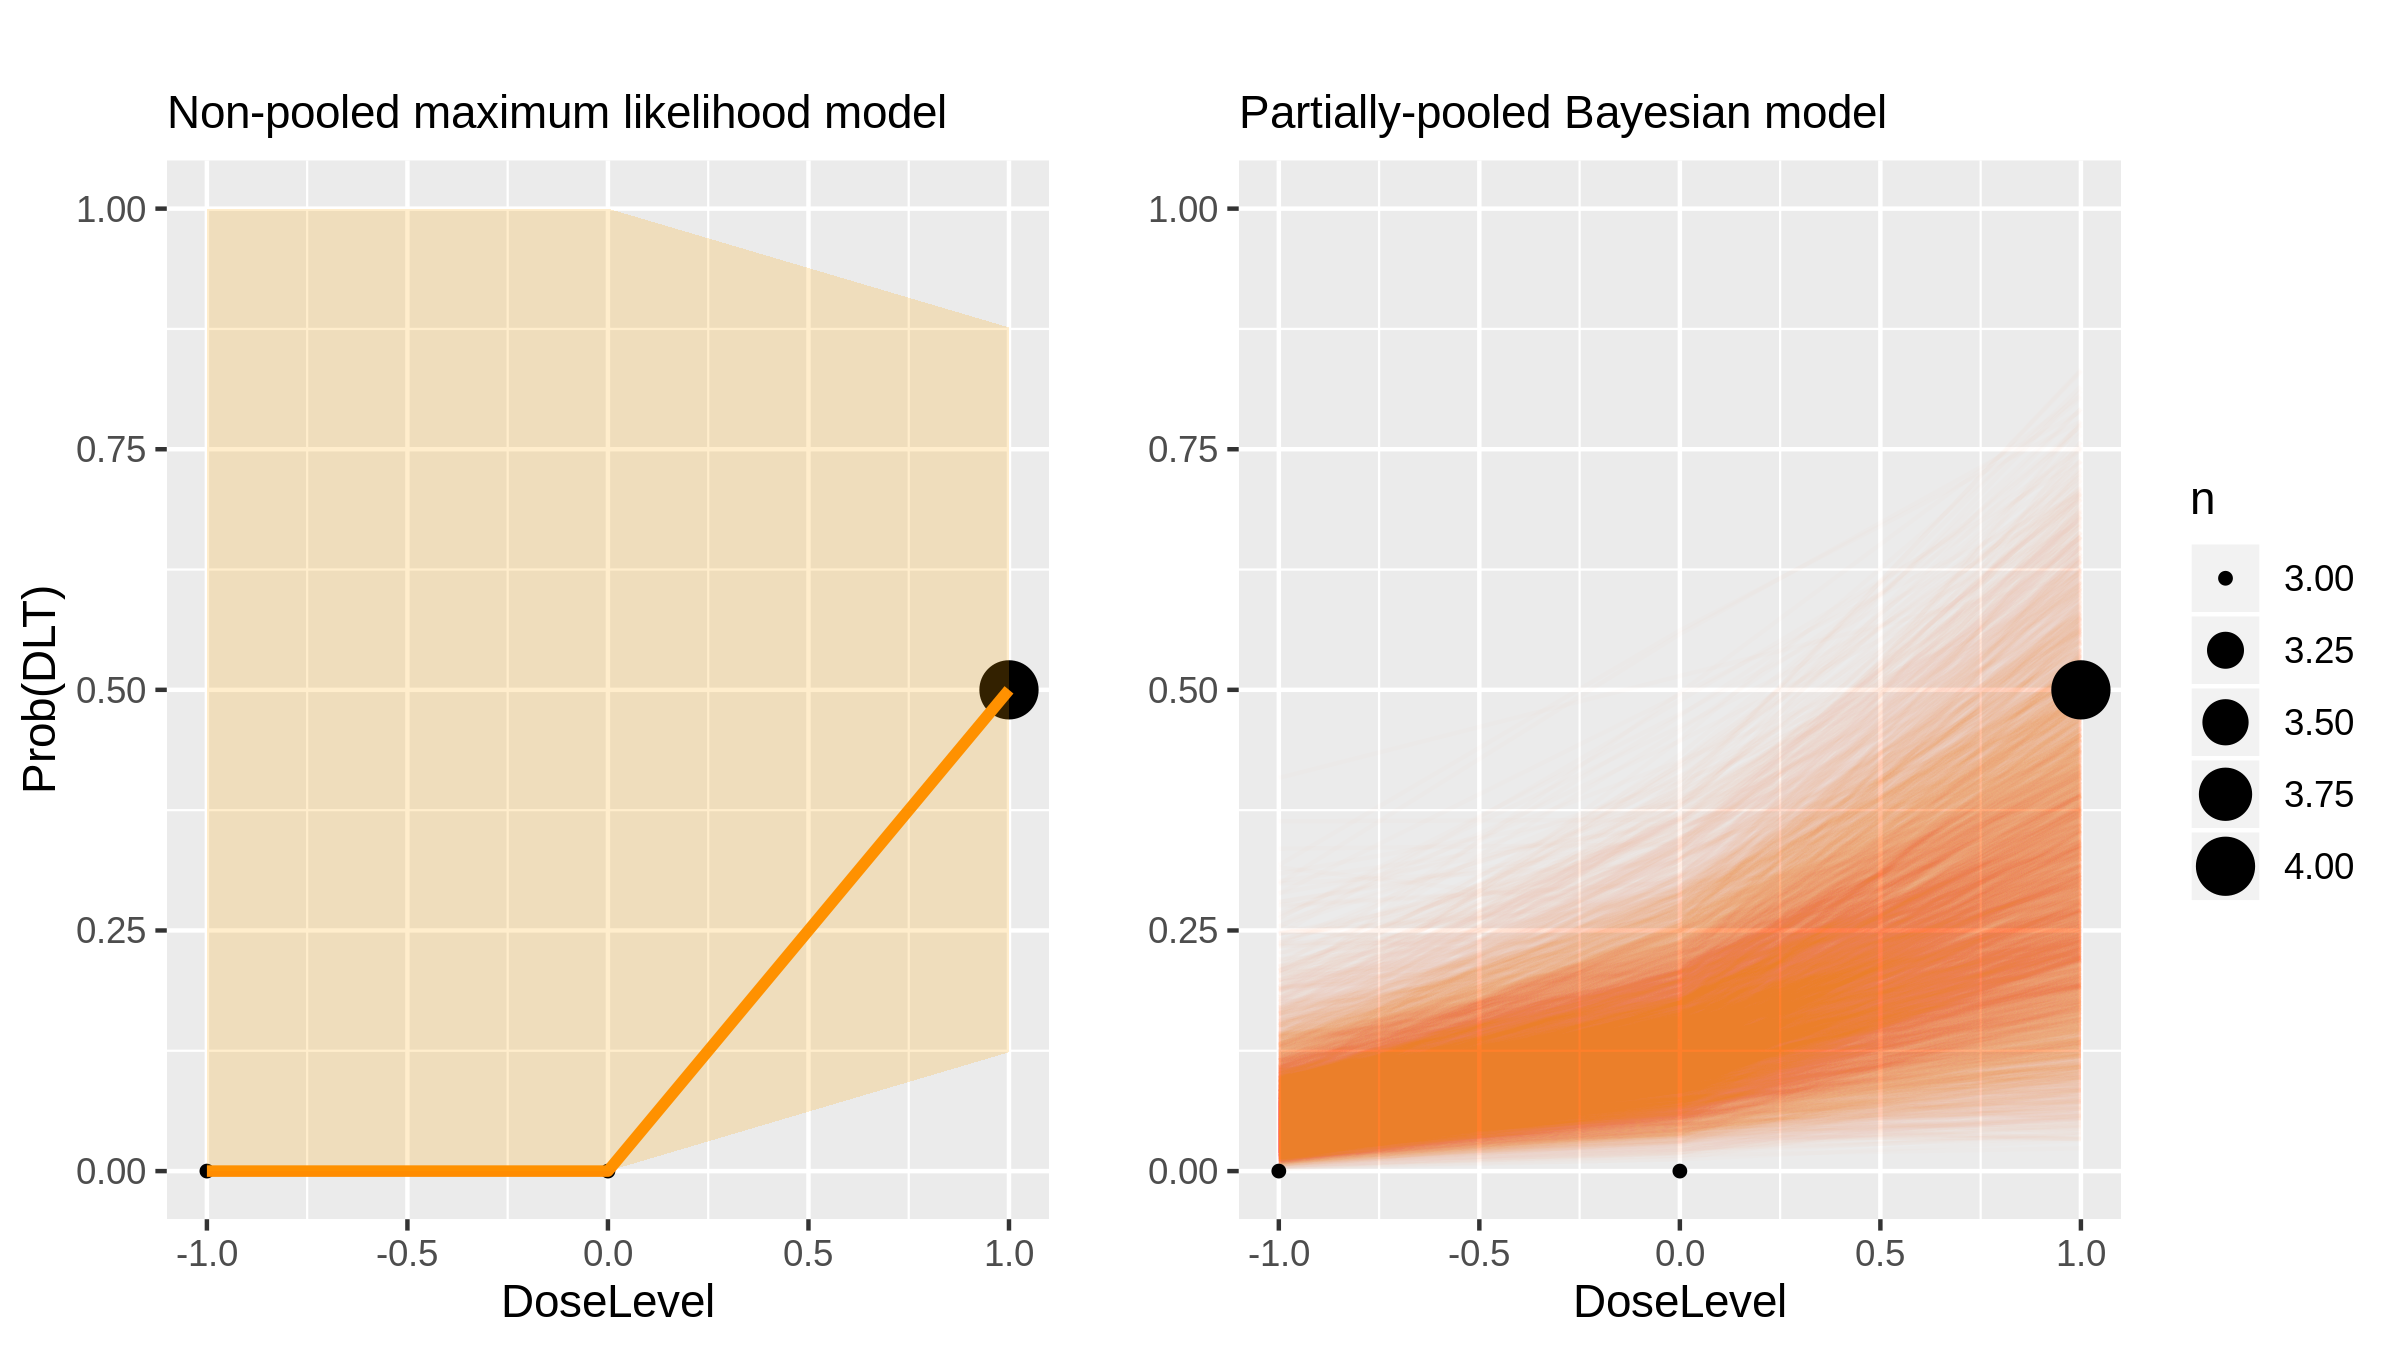 Non-pooled maximum likelihood model
Prob(DLT)
1.00
0.75
0.50
0.25
0.00
-1.0 -0.5 0.0 0.5 1.0
DoseLevel
Partially-pooled Bayesian model
1.00
0.75
0.50
0.25
0.00
-1.0 -0.5 0.0 0.5 1.0
DoseLevel
n
3.00
3.25
3.50
3.75
4.00